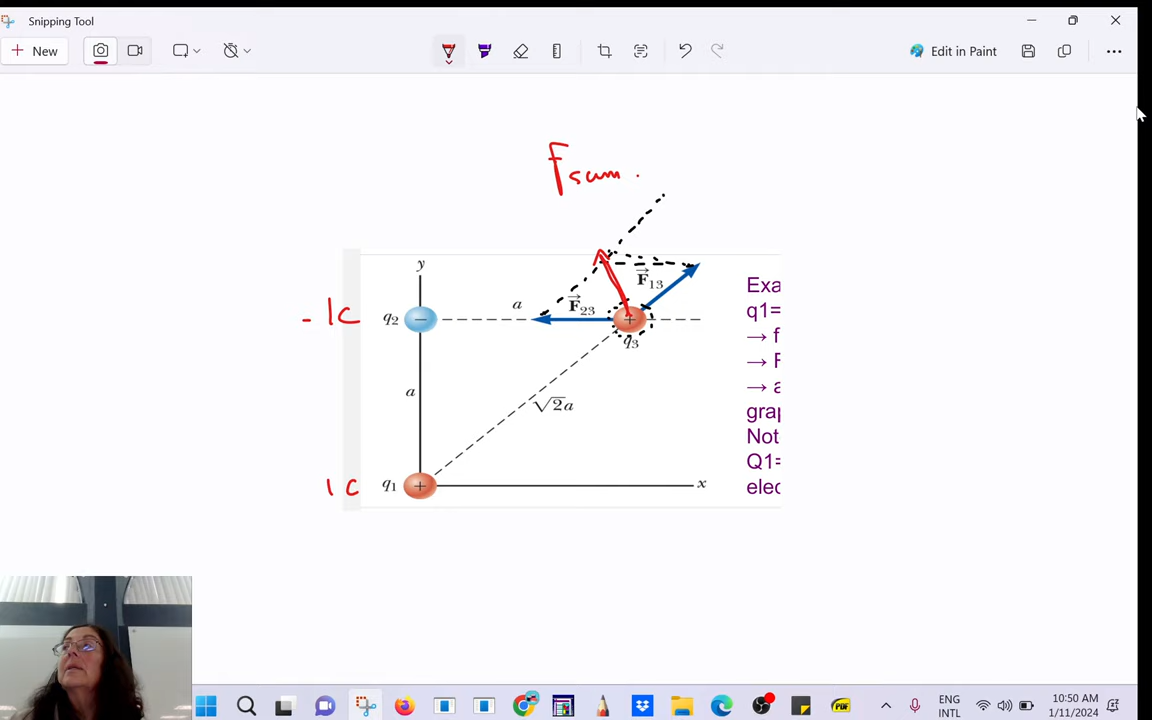 Snipping Tool
New
Edit in Paint
Fsum.
y
F13
a
F23
Exa
- 1C
q2
q3
q1=
→ f
→ F
a
→ a
√2a
grap
Not
Q1=
1C
q1
x
elec
ENG
INTL
10:50 AM
1/11/2024
PDF